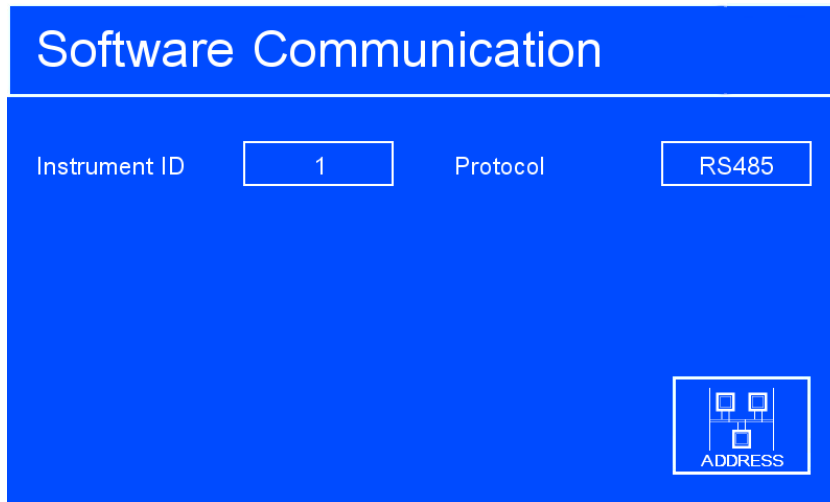 Software Communication
Instrument ID 1 Protocol RS485
ADDRESS